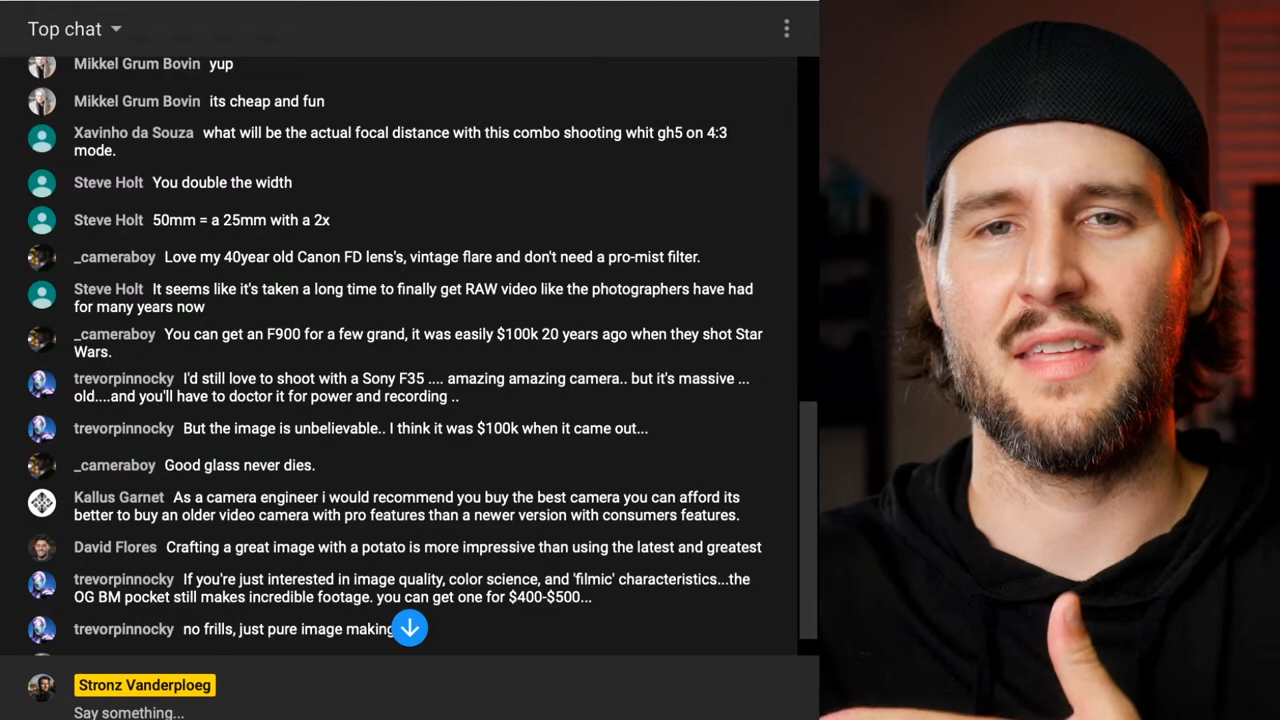 Top chat
Mikkel Grum Bovin yup
Mikkel Grum Bovin its cheap and fun
Xavinho da Souza what will be the actual focal distance with this combo shooting whit gh5 on 4:3
mode.
Steve Holt You double the width
Steve Holt 50mm = a 25mm with a 2x
_cameraboy Love my 40year old Canon FD lens's, vintage flare and don't need a pro-mist filter.
Steve Holt It seems like it's taken a long time to finally get RAW video like the photographers have had
for many years now
_cameraboy You can get an F900 for a few grand, it was easily $100k 20 years ago when they shot Star
Wars.
trevorpinnocky I'd still love to shoot with a Sony F35 .... amazing amazing camera.. but it's massive ...
old....and you'll have to doctor it for power and recording ..
trevorpinnocky But the image is unbelievable.. I think it was $100k when it came out...
_cameraboy Good glass never dies.
Kallus Garnet As a camera engineer i would recommend you buy the best camera you can afford its
better to buy an older video camera with pro features than a newer version with consumers features.
David Flores Crafting a great image with a potato is more impressive than using the latest and greatest
trevorpinnocky If you're just interested in image quality, color science, and 'filmic' characteristics...the
OG BM pocket still makes incredible footage. you can get one for $400-$500...
trevorpinnocky no frills, just pure image making
Stronz Vanderploeg
Say something...